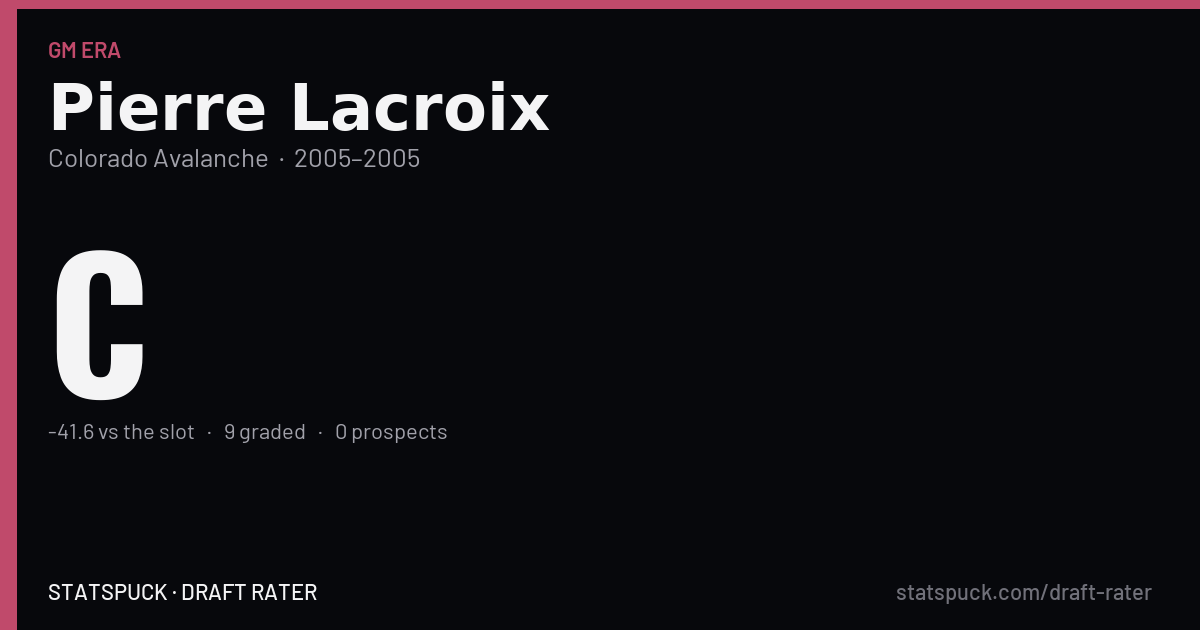 GM ERA
Pierre Lacroix
Colorado Avalanche · 2005–2005
C
−41.6 vs the slot · 9 graded · 0 prospects
STATSPUCK · DRAFT RATER
statspuck.com/draft-rater